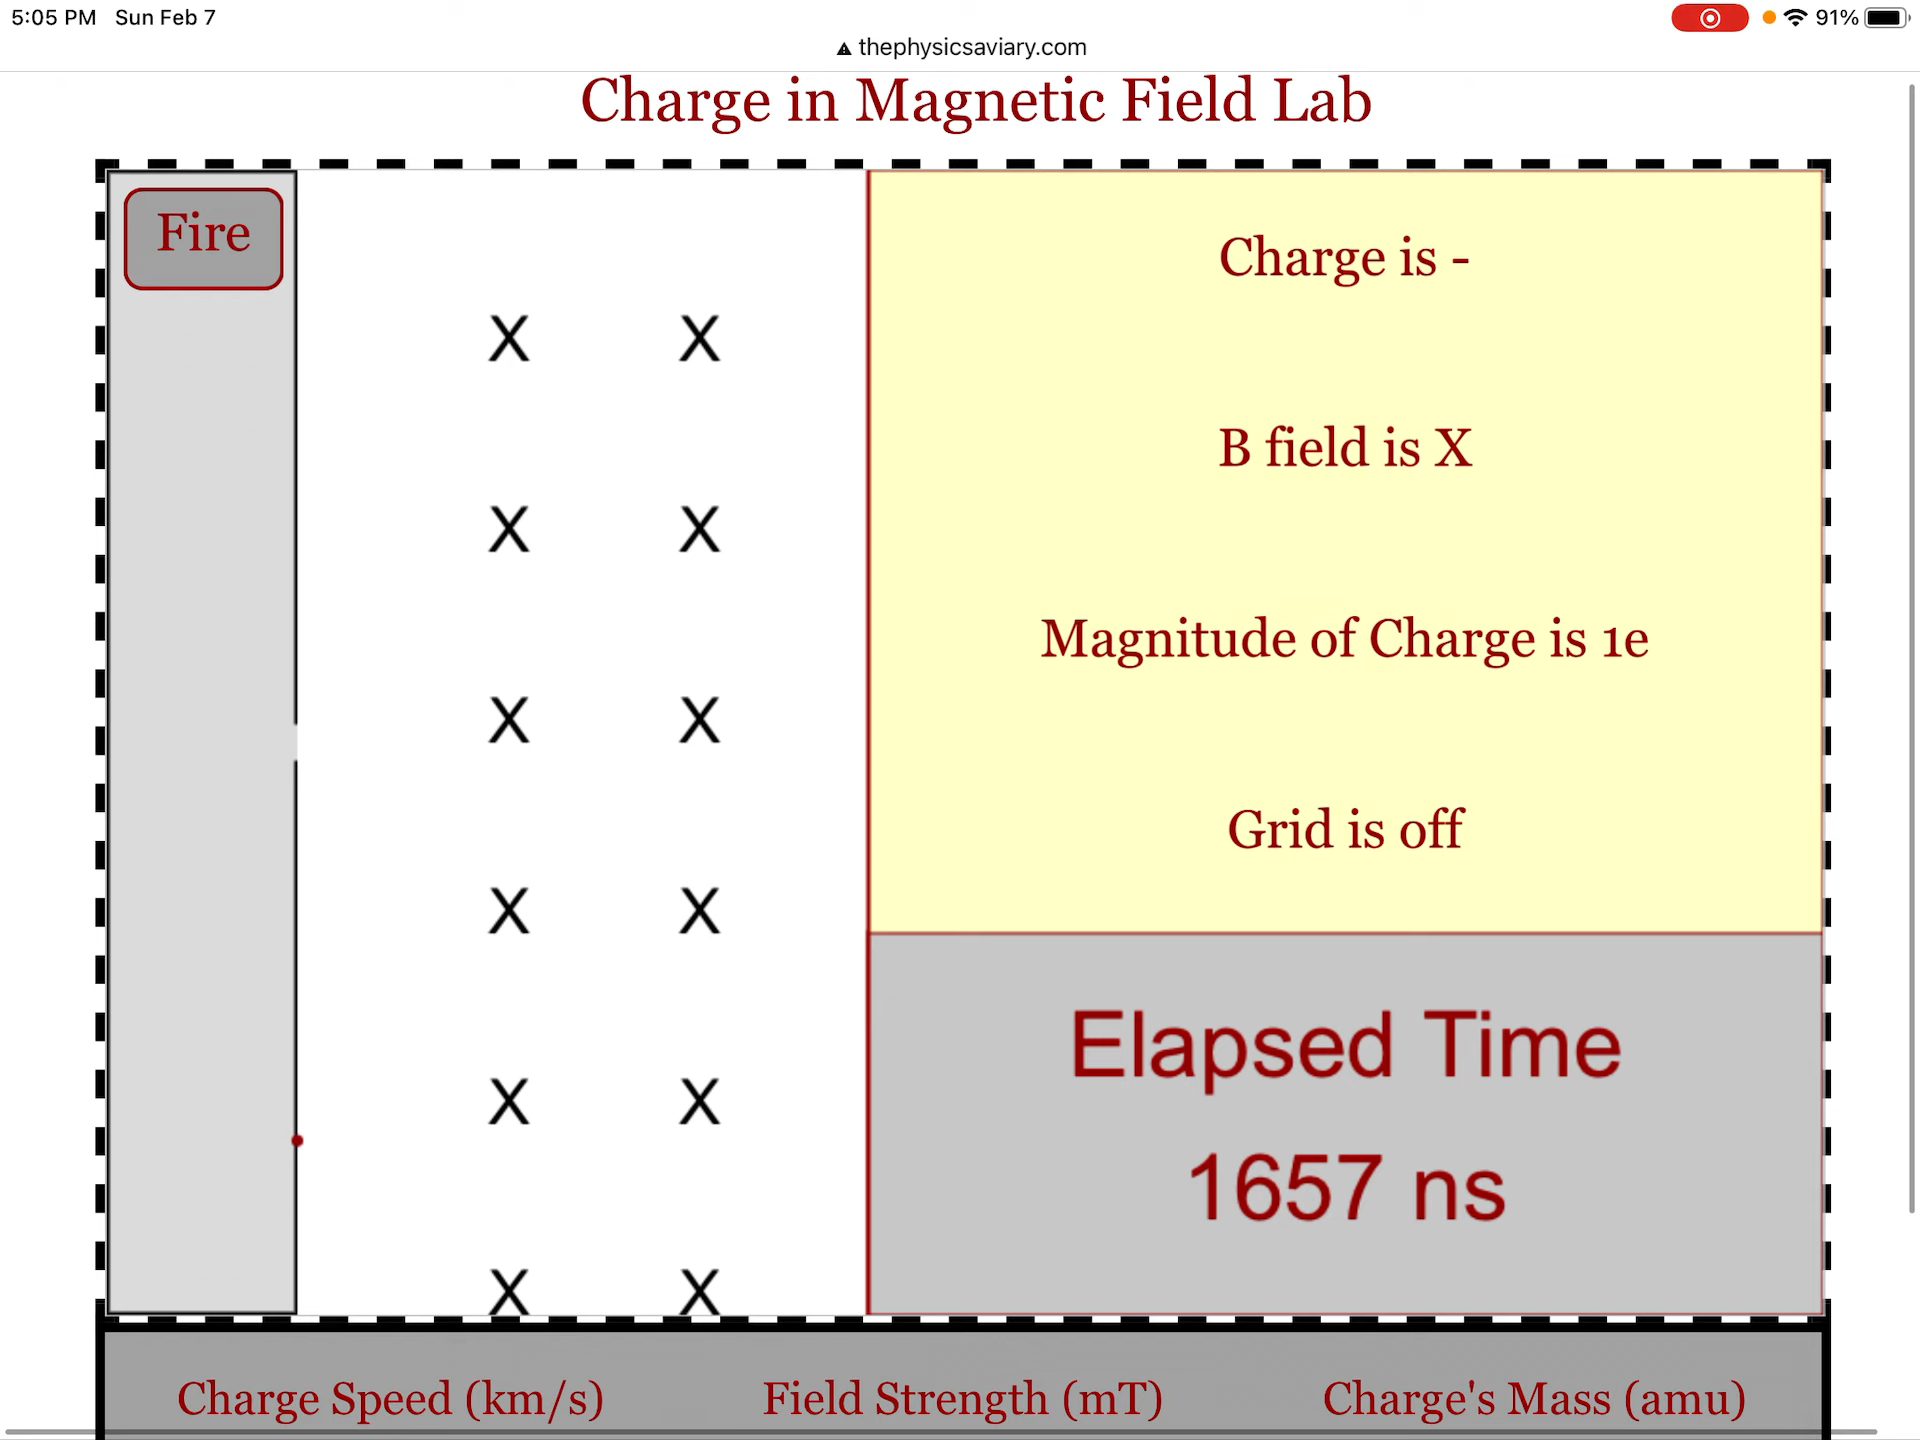 5:05 PM Sun Feb 7
91%
thephysicsaviary.com
Charge in Magnetic Field Lab
Fire
Charge is -
X X
B field is X
X X
Magnitude of Charge is 1e
X X
Grid is off
X X
Elapsed Time
X X
1657 ns
X X
Charge Speed (km/s) Field Strength (mT) Charge's Mass (amu)